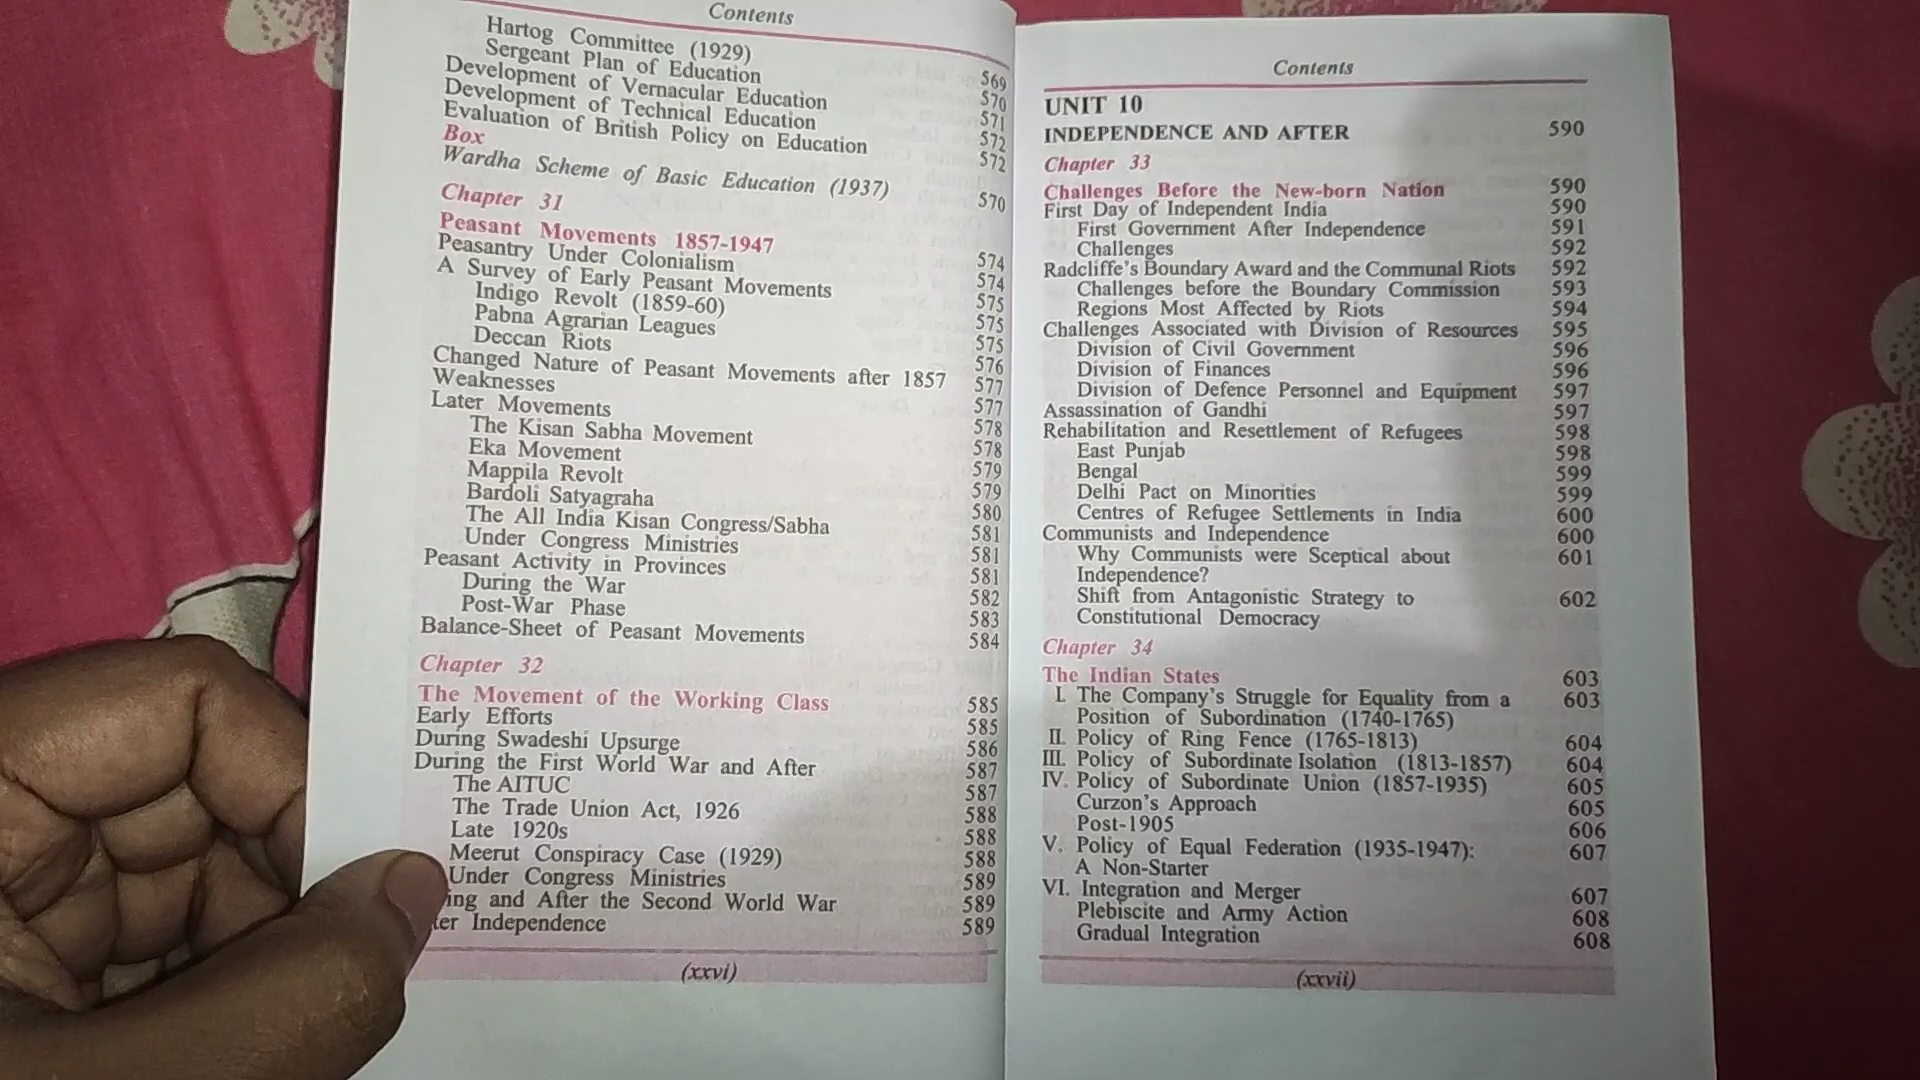 Contents
Hartog Committee (1929) 569
Sergeant Plan of Education 570
Development of Vernacular Education 571
Development of Technical Education 572
Evaluation of British Policy on Education 572
Box
Wardha Scheme of Basic Education (1937) 570
Chapter 31
Peasant Movements 1857-1947 574
Peasantry Under Colonialism 574
A Survey of Early Peasant Movements 575
Indigo Revolt (1859-60) 575
Pabna Agrarian Leagues 575
Deccan Riots 576
Changed Nature of Peasant Movements after 1857 577
Weaknesses 577
Later Movements 578
The Kisan Sabha Movement 578
Eka Movement 579
Mappila Revolt 579
Bardoli Satyagraha 580
The All India Kisan Congress/Sabha 581
Under Congress Ministries 581
Peasant Activity in Provinces 581
During the War 582
Post-War Phase 583
Balance-Sheet of Peasant Movements 584
Chapter 32
The Movement of the Working Class 585
Early Efforts 585
During Swadeshi Upsurge 586
During the First World War and After 587
The AITUC 587
The Trade Union Act, 1926 588
Late 1920s 588
Meerut Conspiracy Case (1929) 588
Under Congress Ministries 589
ing and After the Second World War 589
ter Independence 589
(xxvi)
Contents
UNIT 10
INDEPENDENCE AND AFTER 590
Chapter 33
Challenges Before the New-born Nation 590
First Day of Independent India 590
First Government After Independence 591
Challenges 592
Radcliffe's Boundary Award and the Communal Riots 592
Challenges before the Boundary Commission 593
Regions Most Affected by Riots 594
Challenges Associated with Division of Resources 595
Division of Civil Government 596
Division of Finances 596
Division of Defence Personnel and Equipment 597
Assassination of Gandhi 597
Rehabilitation and Resettlement of Refugees 598
East Punjab 598
Bengal 599
Delhi Pact on Minorities 599
Centres of Refugee Settlements in India 600
Communists and Independence 600
Why Communists were Sceptical about 601
Independence?
Shift from Antagonistic Strategy to 602
Constitutional Democracy
Chapter 34
The Indian States 603
I. The Company's Struggle for Equality from a 603
Position of Subordination (1740-1765)
II. Policy of Ring Fence (1765-1813) 604
III. Policy of Subordinate Isolation (1813-1857) 604
IV. Policy of Subordinate Union (1857-1935) 605
Curzon's Approach 605
Post-1905 606
V. Policy of Equal Federation (1935-1947): 607
A Non-Starter
VI. Integration and Merger 607
Plebiscite and Army Action 608
Gradual Integration 608
(xxvii)